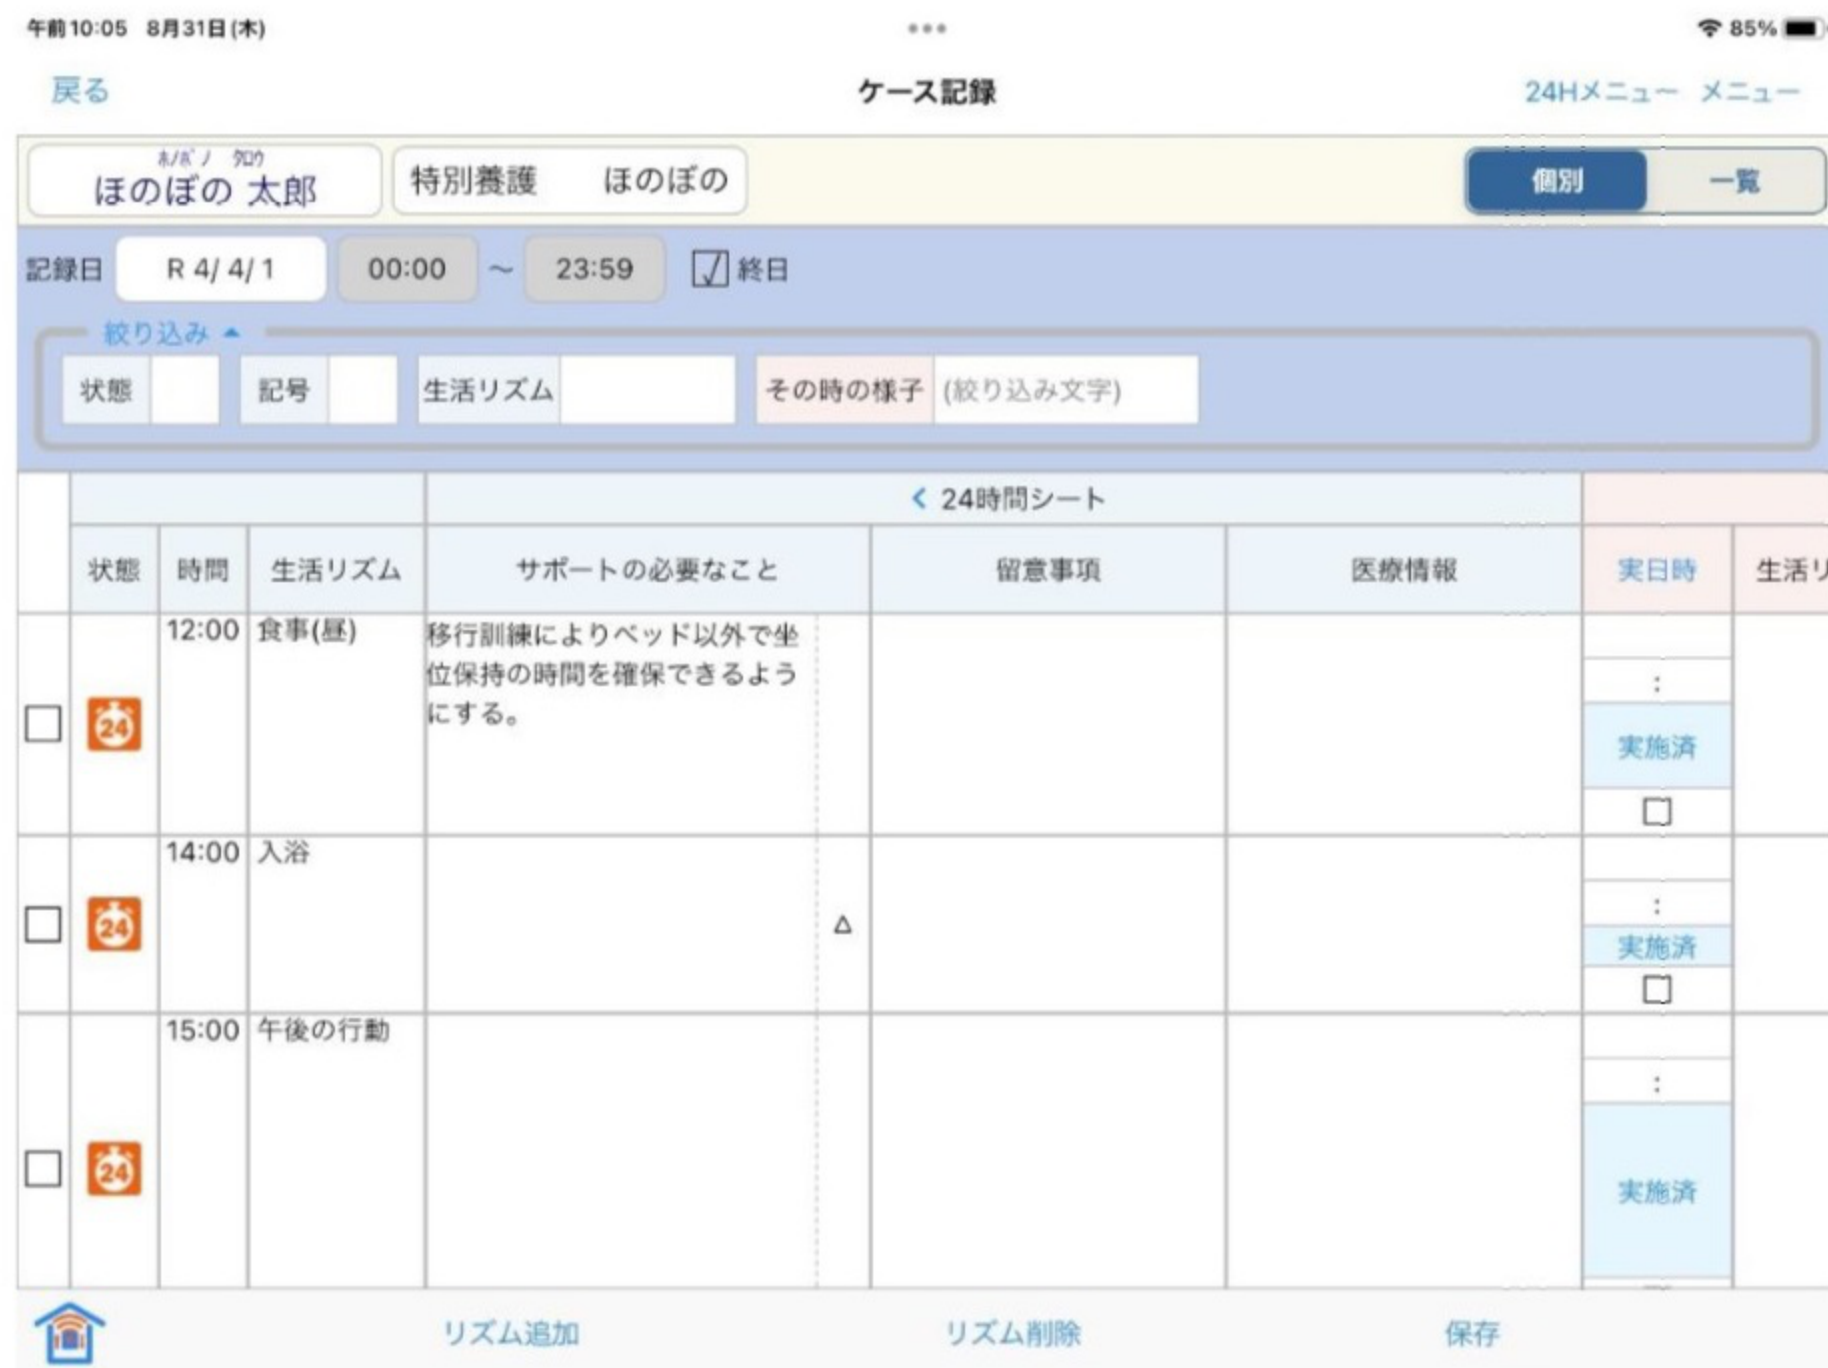 午前10:05 8月31日(木) 85%
戻る ケース記録 24Hメニュー メニュー
ホノボノ タロウ
ほのぼの 太郎 特別養護 ほのぼの 個別 一覧
記録日 R 4/ 4/ 1 00:00 ～ 23:59 終日
絞り込み
状態 記号 生活リズム その時の様子 (絞り込み文字)
24時間シート
状態 時間 生活リズム サポートの必要なこと 留意事項 医療情報 実日時 生活リ
12:00 食事(昼) 移行訓練によりベッド以外で坐
位保持の時間を確保できるよう
にする。
:
24
実施済
14:00 入浴
:
24 △
実施済
15:00 午後の行動
:
24
実施済
リズム追加 リズム削除 保存